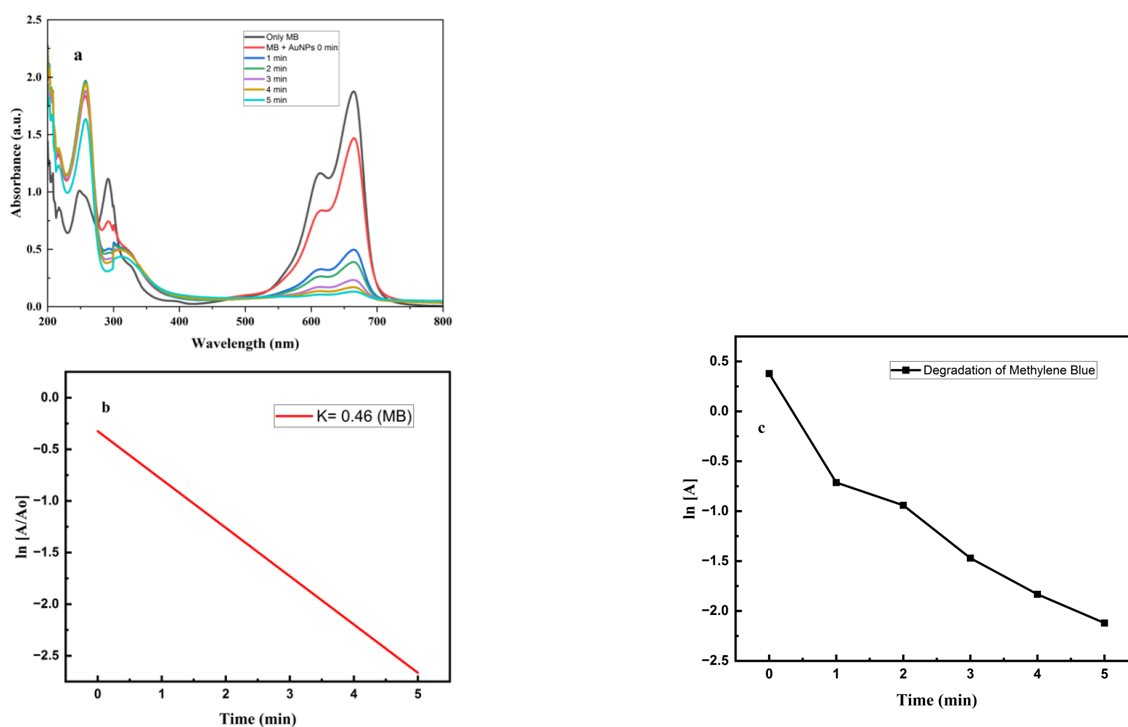 2.5
2.0
1.5
1.0
0.5
0.0
Absorbance (a.u.)
a
Only MB
MB + AuNPs 0 min
1 min
2 min
3 min
4 min
5 min
200 300 400 500 600 700 800
Wavelength (nm)
0.0
−0.5
−1.0
−1.5
−2.0
−2.5
ln [A/Ao]
b
K= 0.46 (MB)
0 1 2 3 4 5
Time (min)
0.5
0.0
−0.5
−1.0
−1.5
−2.0
−2.5
ln [A]
Degradation of Methylene Blue
c
0 1 2 3 4 5
Time (min)